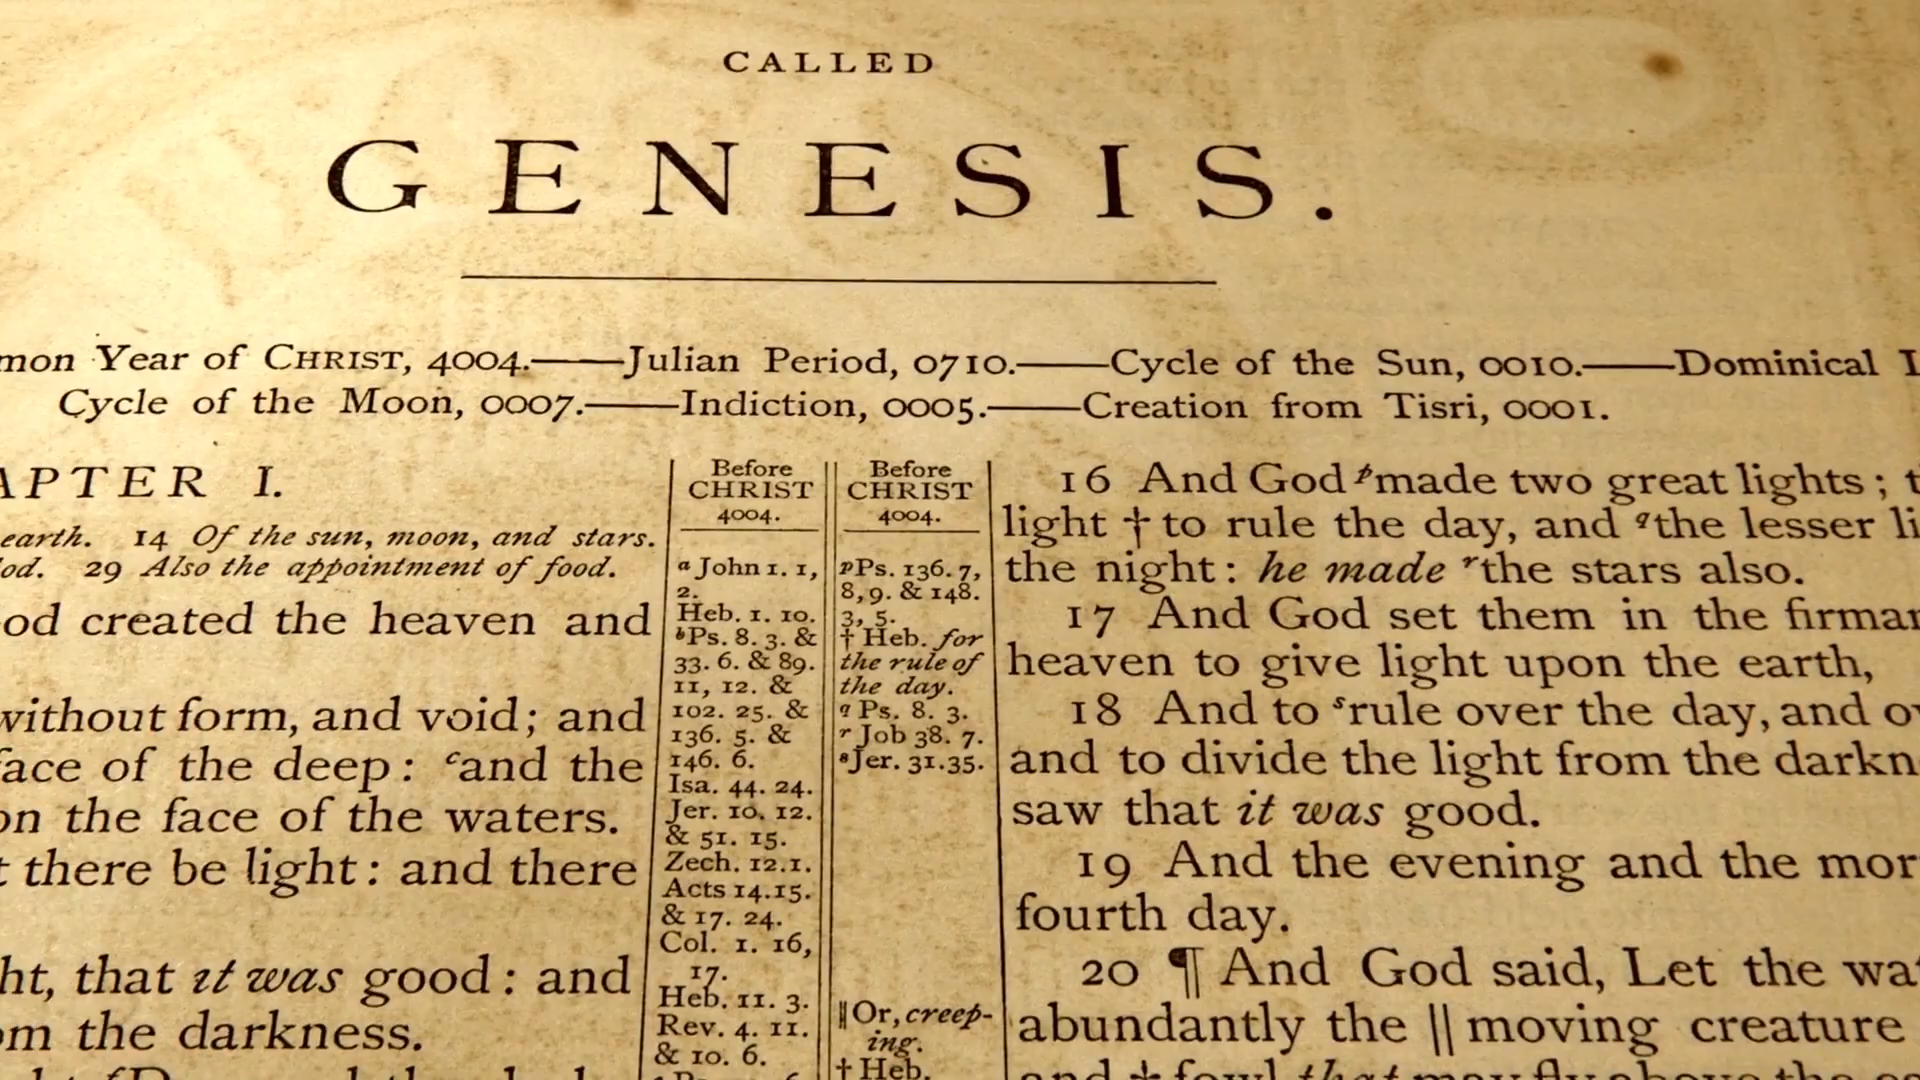 CALLED
GENESIS.
mon Year of CHRIST, 4004.——Julian Period, 0710.——Cycle of the Sun, 0010.——Dominical L
Cycle of the Moon, 0007.——Indiction, 0005.——Creation from Tisri, 0001.
APTER I.
earth. 14 Of the sun, moon, and stars.
od. 29 Also the appointment of food.
od created the heaven and
without form, and void; and
face of the deep: ᶜand the
on the face of the waters.
t there be light: and there
ht, that it was good: and
om the darkness.
Before
CHRIST
4004.
ᵃ John 1. 1,
2.
Heb. 1. 10.
ᵇPs. 8. 3. &
33. 6. & 89.
11, 12. &
102. 25. &
136. 5. &
146. 6.
Isa. 44. 24.
Jer. 10. 12.
& 51. 15.
Zech. 12. 1.
Acts 14. 15.
& 17. 24.
Col. 1. 16,
17.
Heb. 11. 3.
Rev. 4. 11.
& 10. 6.
Before
CHRIST
4004.
ᵖPs. 136. 7,
8, 9. & 148.
3, 5.
† Heb. for
the rule of
the day.
q Ps. 8. 3.
ʳ Job 38. 7.
ˢJer. 31. 35.
‖Or, creep-
ing.
† Heb.
16 And God ᵖmade two great lights; t
light † to rule the day, and qthe lesser li
the night: he made ʳthe stars also.
17 And God set them in the firmam
heaven to give light upon the earth,
18 And to ˢrule over the day, and ov
and to divide the light from the darkn
saw that it was good.
19 And the evening and the mor
fourth day.
20 ¶ And God said, Let the wat
abundantly the ‖ moving creature